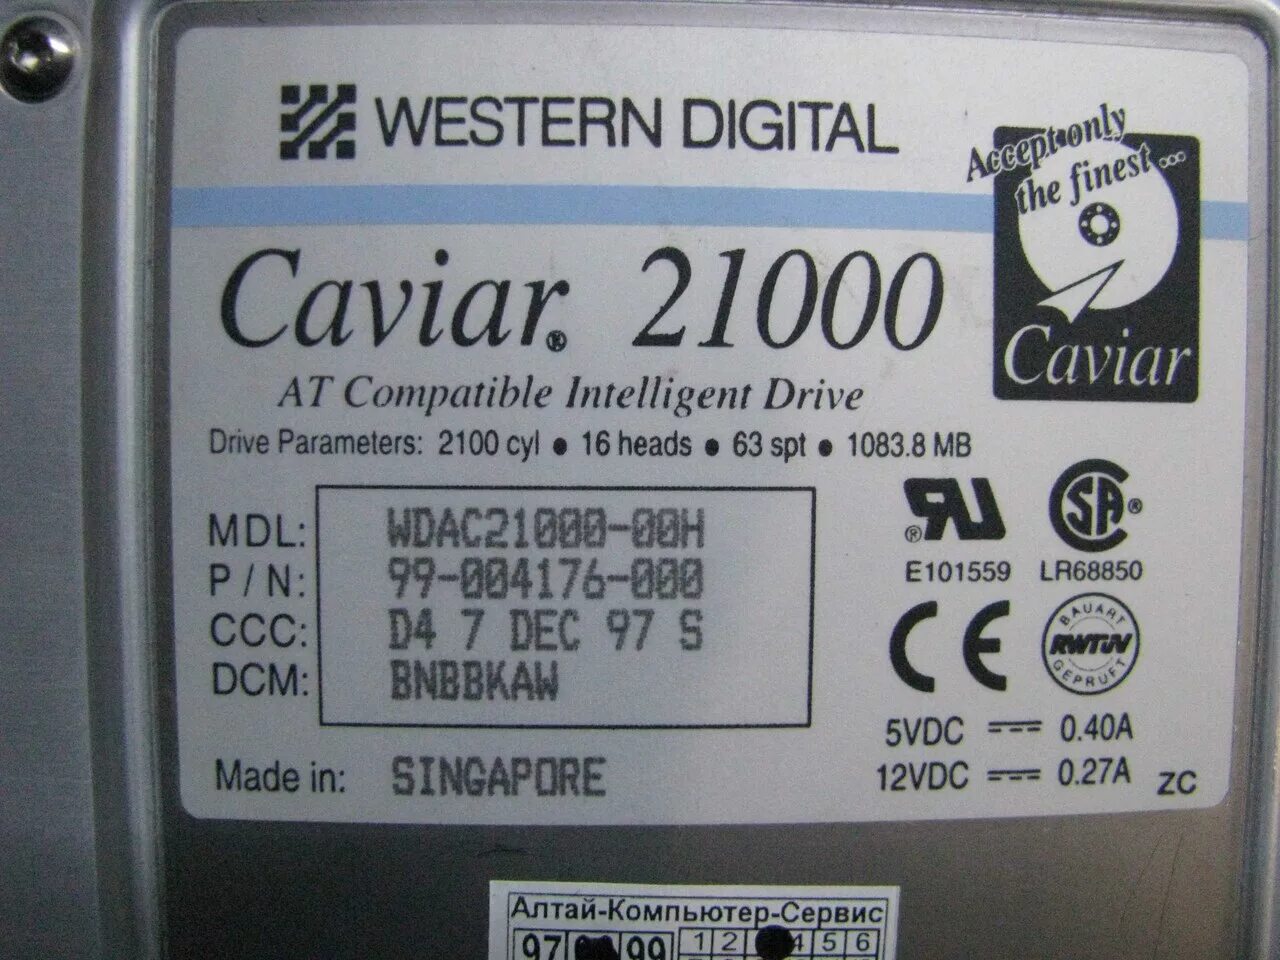 WESTERN DIGITAL
Accept only
the finest ...
Caviar® 21000
Caviar
AT Compatible Intelligent Drive
Drive Parameters: 2100 cyl • 16 heads • 63 spt • 1083.8 MB
MDL: WDAC21000-00H
P/N: 99-004176-000
CCC: D4 7 DEC 97 S
DCM: BNBBKAW
Made in: SINGAPORE
®
E101559
SA ®
LR68850
CE
BAUART
RWTÜV
GEPRÜFT
5VDC 0.40A
12VDC 0.27A
ZC
Алтай-Компьютер-Сервис
97 99 1 2 4 5 6